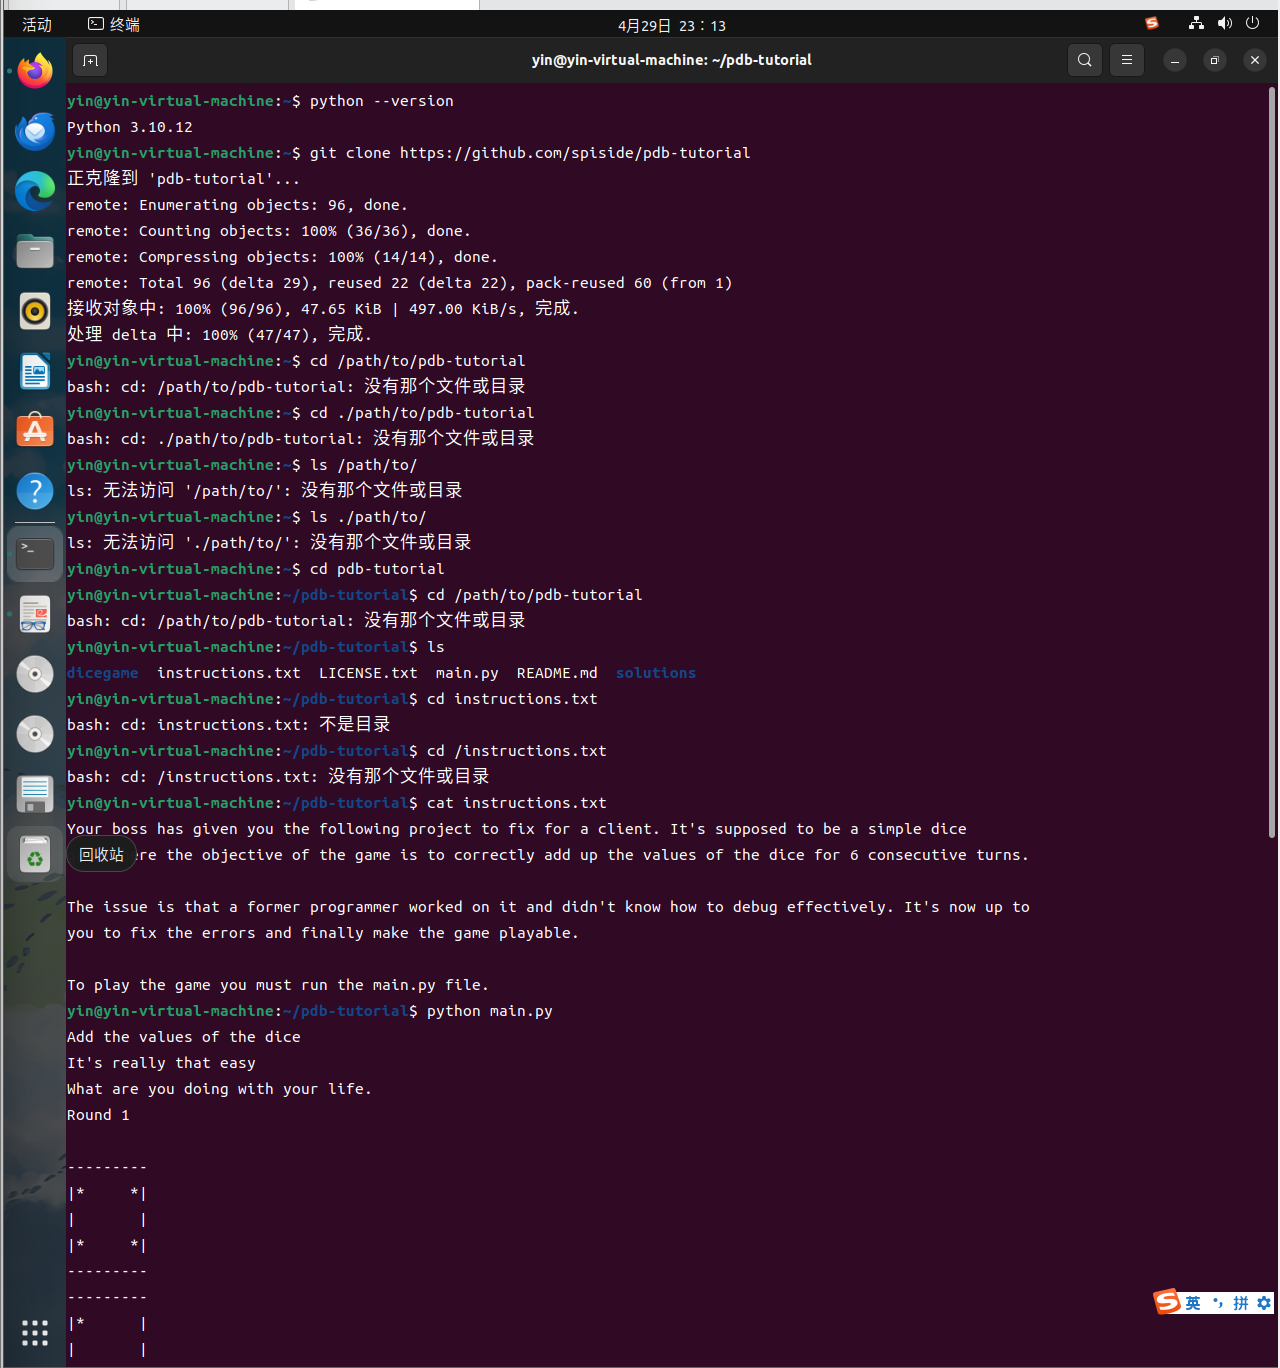 活动 终端 4月29日 23：13
yin@yin-virtual-machine: ~/pdb-tutorial
yin@yin-virtual-machine:~$ python --version
Python 3.10.12
yin@yin-virtual-machine:~$ git clone https://github.com/spiside/pdb-tutorial
正克隆到 'pdb-tutorial'...
remote: Enumerating objects: 96, done.
remote: Counting objects: 100% (36/36), done.
remote: Compressing objects: 100% (14/14), done.
remote: Total 96 (delta 29), reused 22 (delta 22), pack-reused 60 (from 1)
接收对象中: 100% (96/96), 47.65 KiB | 497.00 KiB/s, 完成.
处理 delta 中: 100% (47/47), 完成.
yin@yin-virtual-machine:~$ cd /path/to/pdb-tutorial
bash: cd: /path/to/pdb-tutorial: 没有那个文件或目录
yin@yin-virtual-machine:~$ cd ./path/to/pdb-tutorial
bash: cd: ./path/to/pdb-tutorial: 没有那个文件或目录
yin@yin-virtual-machine:~$ ls /path/to/
ls: 无法访问 '/path/to/': 没有那个文件或目录
yin@yin-virtual-machine:~$ ls ./path/to/
ls: 无法访问 './path/to/': 没有那个文件或目录
yin@yin-virtual-machine:~$ cd pdb-tutorial
yin@yin-virtual-machine:~/pdb-tutorial$ cd /path/to/pdb-tutorial
bash: cd: /path/to/pdb-tutorial: 没有那个文件或目录
yin@yin-virtual-machine:~/pdb-tutorial$ ls
dicegame  instructions.txt  LICENSE.txt  main.py  README.md  solutions
yin@yin-virtual-machine:~/pdb-tutorial$ cd instructions.txt
bash: cd: instructions.txt: 不是目录
yin@yin-virtual-machine:~/pdb-tutorial$ cd /instructions.txt
bash: cd: /instructions.txt: 没有那个文件或目录
yin@yin-virtual-machine:~/pdb-tutorial$ cat instructions.txt
Your boss has given you the following project to fix for a client. It's supposed to be a simple dice
回收站 the objective of the game is to correctly add up the values of the dice for 6 consecutive turns.
The issue is that a former programmer worked on it and didn't know how to debug effectively. It's now up to
you to fix the errors and finally make the game playable.
To play the game you must run the main.py file.
yin@yin-virtual-machine:~/pdb-tutorial$ python main.py
Add the values of the dice
It's really that easy
What are you doing with your life.
Round 1
---------
|*     *|
|       |
|*     *|
---------
---------
|*      |
|       |
英 拼